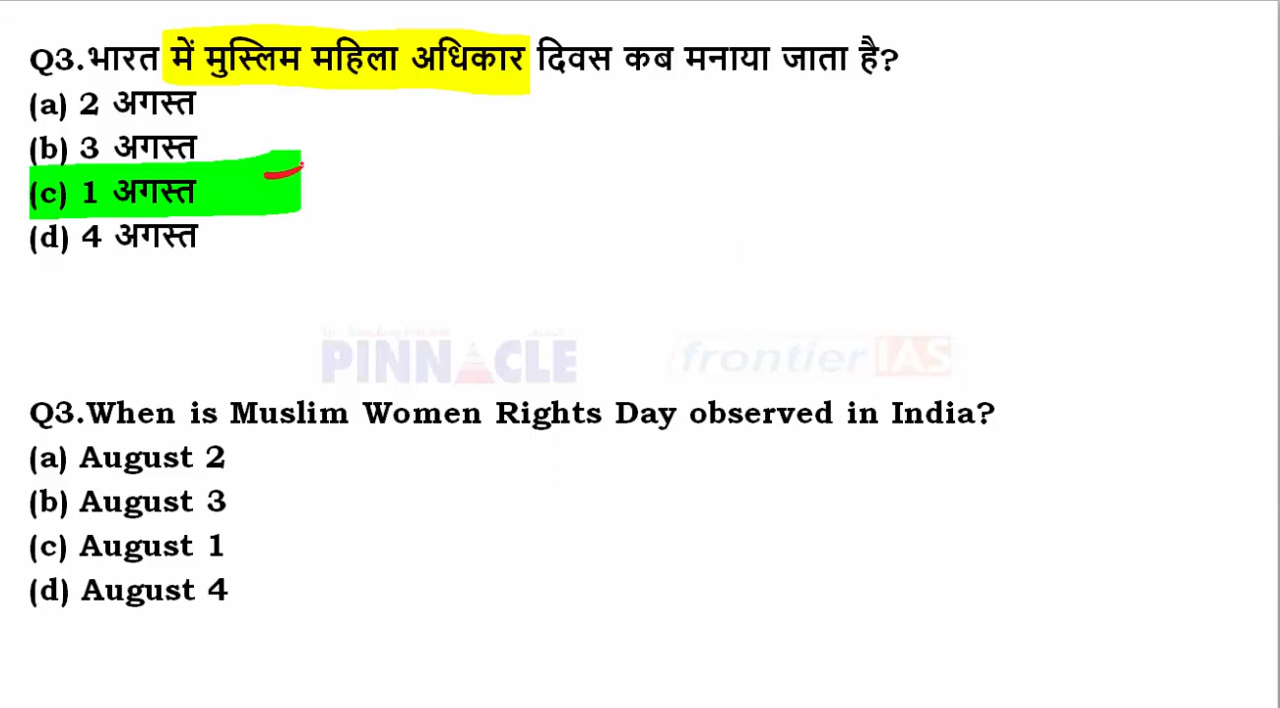 Q3.भारत में मुस्लिम महिला अधिकार दिवस कब मनाया जाता है?
(a) 2 अगस्त
(b) 3 अगस्त
(c) 1 अगस्त
(d) 4 अगस्त
PINNACLE frontier IAS
Q3.When is Muslim Women Rights Day observed in India?
(a) August 2
(b) August 3
(c) August 1
(d) August 4